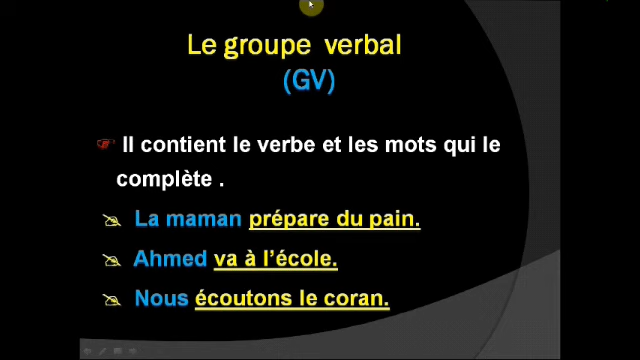 Le groupe verbal
(GV)
Il contient le verbe et les mots qui le
complète .
La maman prépare du pain.
Ahmed va à l'école.
Nous écoutons le coran.